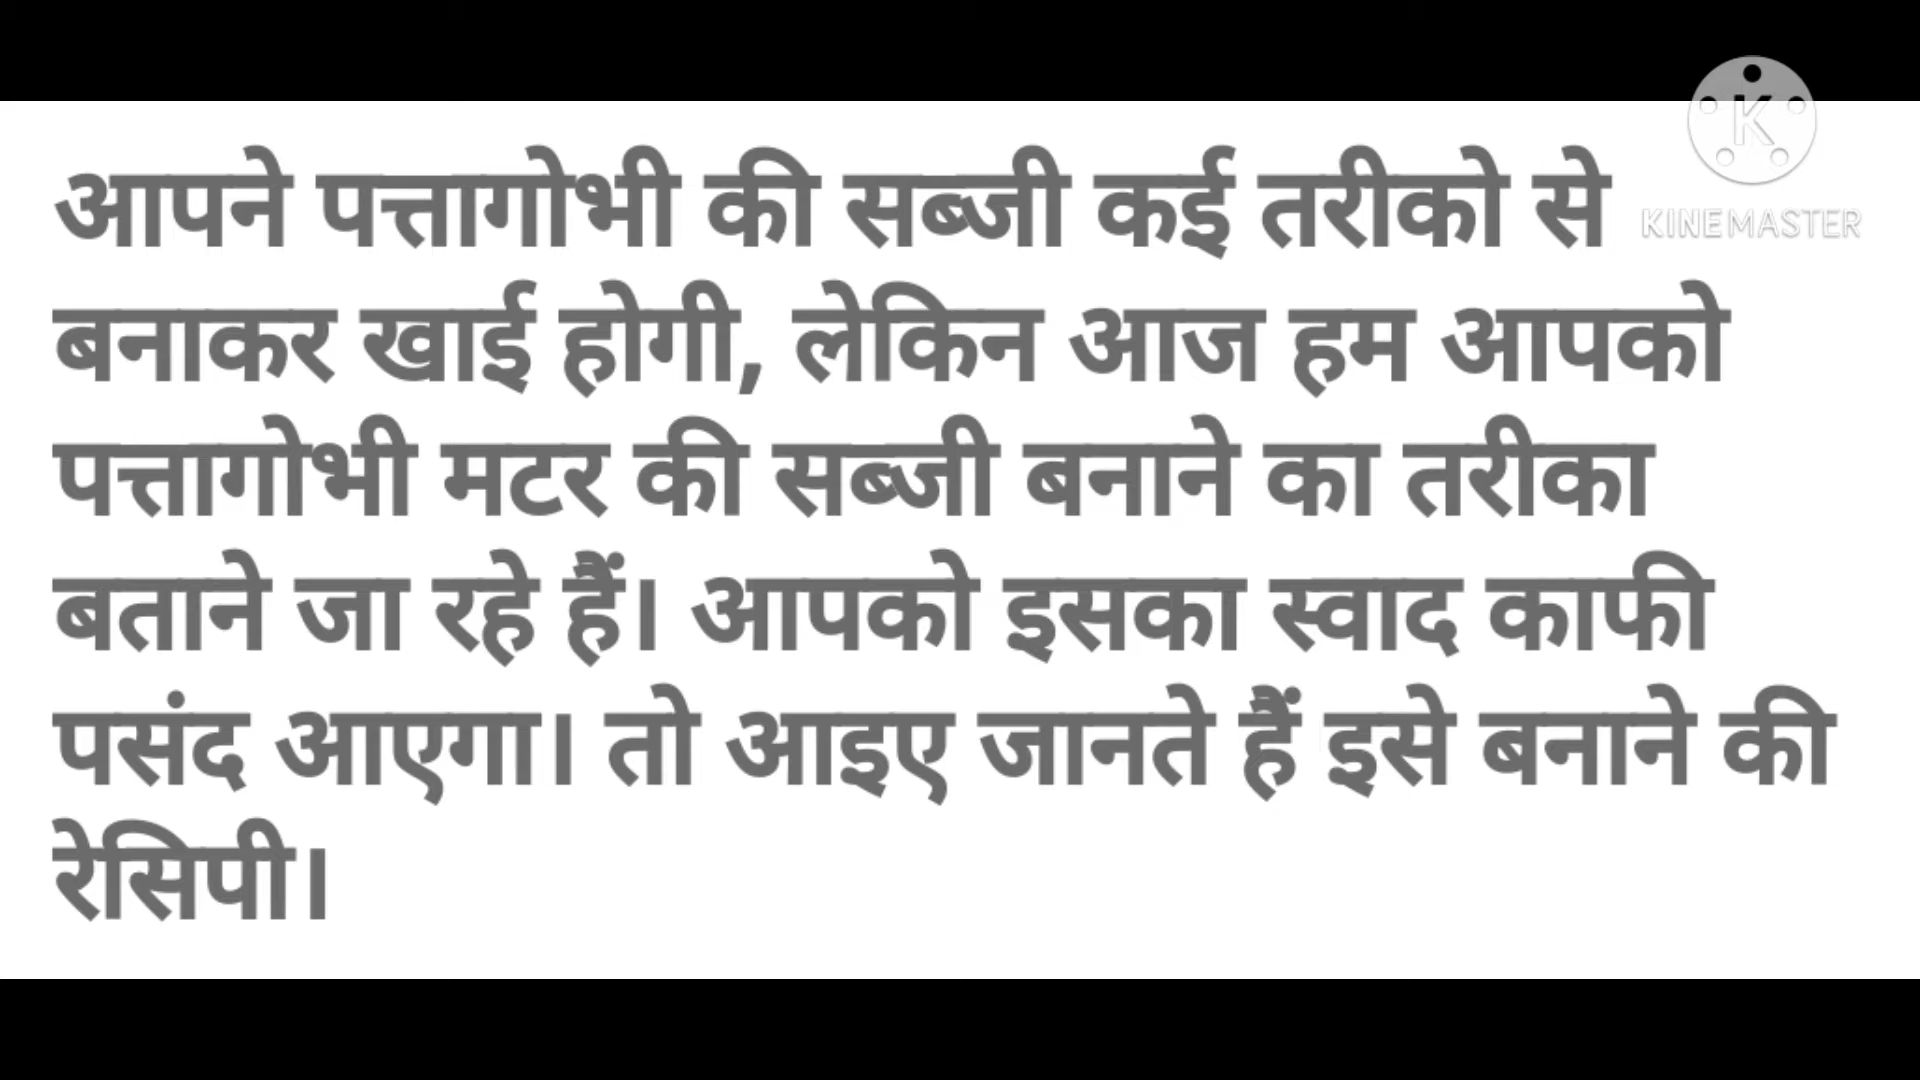 आपने पत्तागोभी की सब्जी कई तरीको से
बनाकर खाई होगी, लेकिन आज हम आपको
पत्तागोभी मटर की सब्जी बनाने का तरीका
बताने जा रहे हैं। आपको इसका स्वाद काफी
पसंद आएगा। तो आइए जानते हैं इसे बनाने की
रेसिपी।
K
KINEMASTER